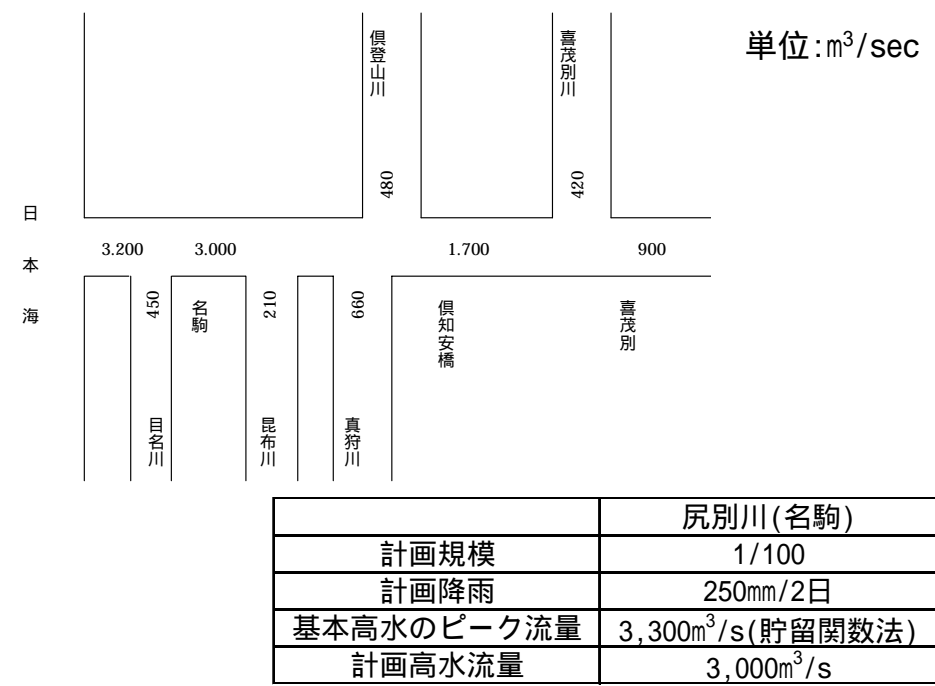 単位:m³/sec
倶登山川
喜茂別川
480
420
日本海
3.200
3.000
1.700
900
450
名駒
210
660
倶知安橋
喜茂別
目名川
昆布川
真狩川
尻別川(名駒)
計画規模 1/100
計画降雨 250㎜/2日
基本高水のピーク流量 3,300m³/s(貯留関数法)
計画高水流量 3,000m³/s